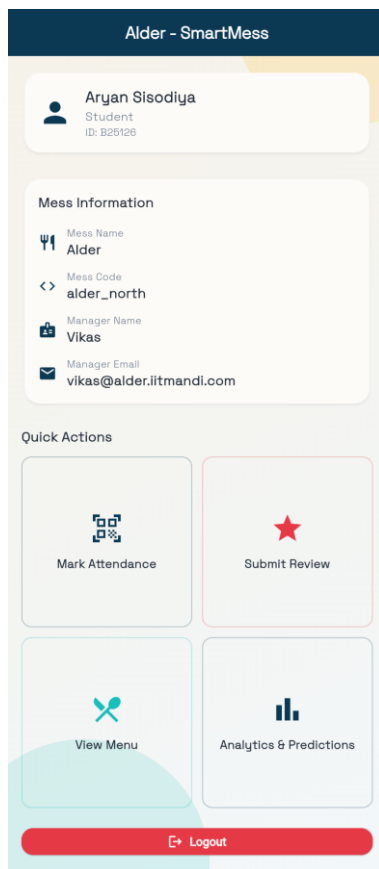 Alder - SmartMess
Aryan Sisodiya
Student
ID: B25126
Mess Information
Mess Name
Alder
Mess Code
alder_north
Manager Name
Vikas
Manager Email
vikas@alder.iitmandi.com
Quick Actions
Mark Attendance
Submit Review
View Menu
Analytics & Predictions
Logout